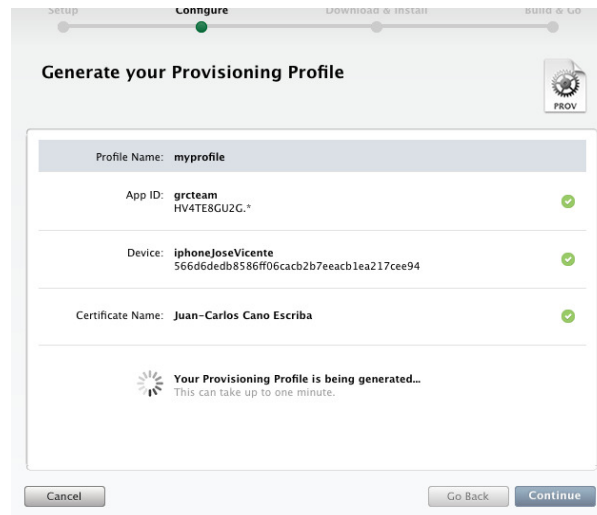 Setup Configure Download & Install Build & Go
Generate your Provisioning Profile
PROV
Profile Name: myprofile
App ID: grcteam
HV4TE8GU2G.*
Device: iphoneJoseVicente
566d6dedb8586ff06cacb2b7eeacb1ea217cee94
Certificate Name: Juan-Carlos Cano Escriba
Your Provisioning Profile is being generated...
This can take up to one minute.
Cancel Go Back Continue